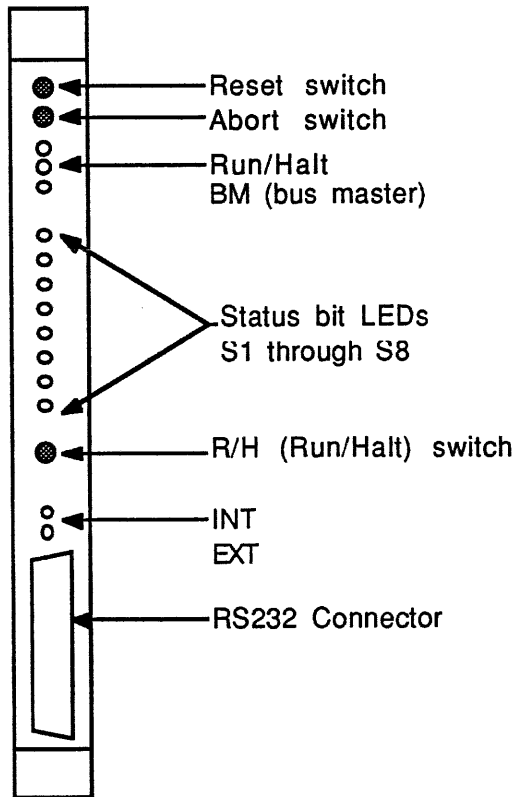 Reset switch
Abort switch
Run/Halt
BM (bus master)
Status bit LEDs
S1 through S8
R/H (Run/Halt) switch
INT
EXT
RS232 Connector